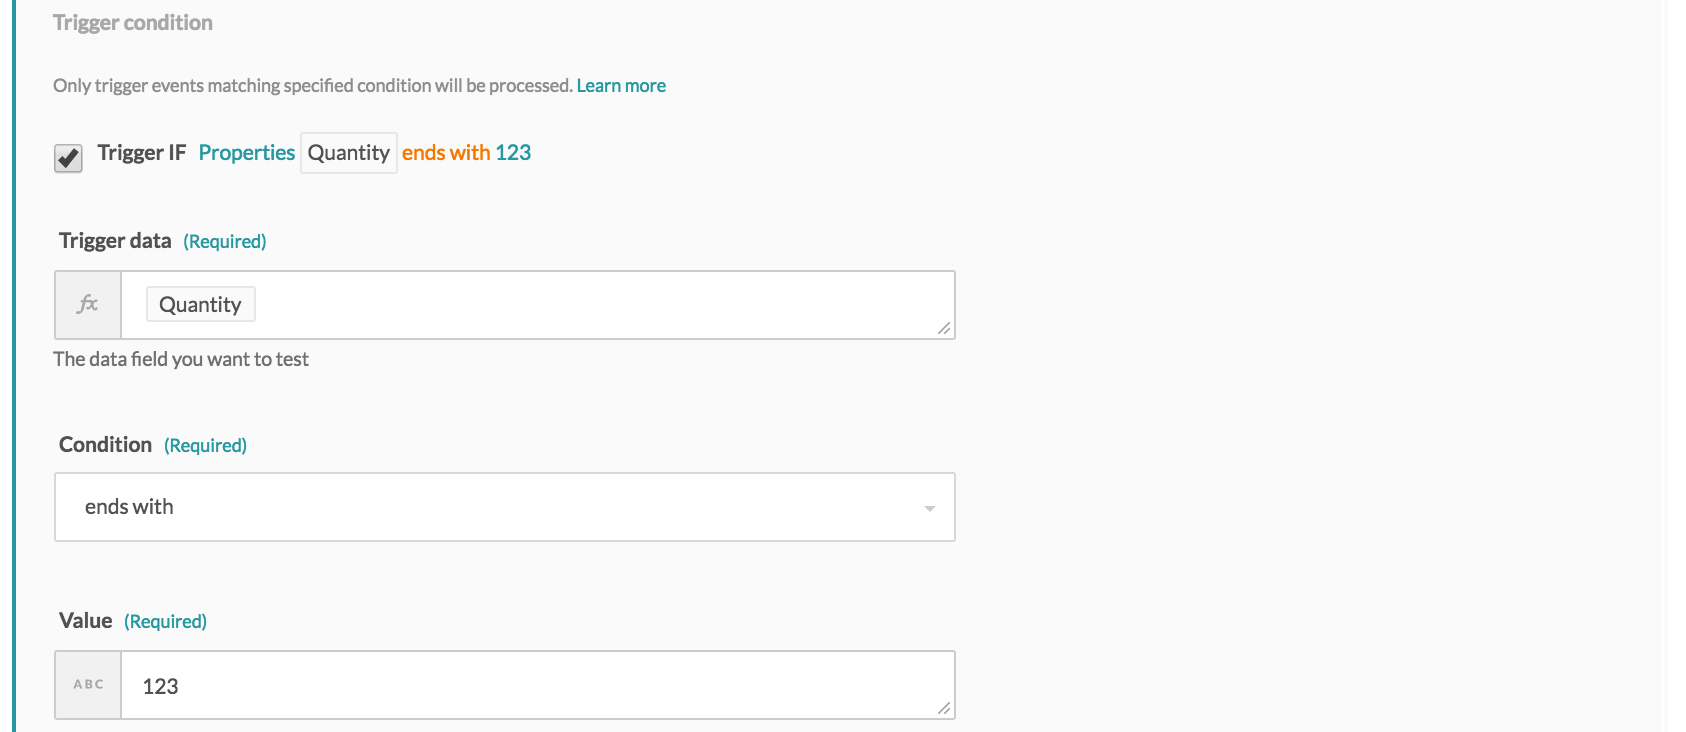 Trigger condition
Only trigger events matching specified condition will be processed. Learn more
Trigger IF Properties Quantity ends with 123
Trigger data (Required)
fx Quantity
The data field you want to test
Condition (Required)
ends with
Value (Required)
ABC 123